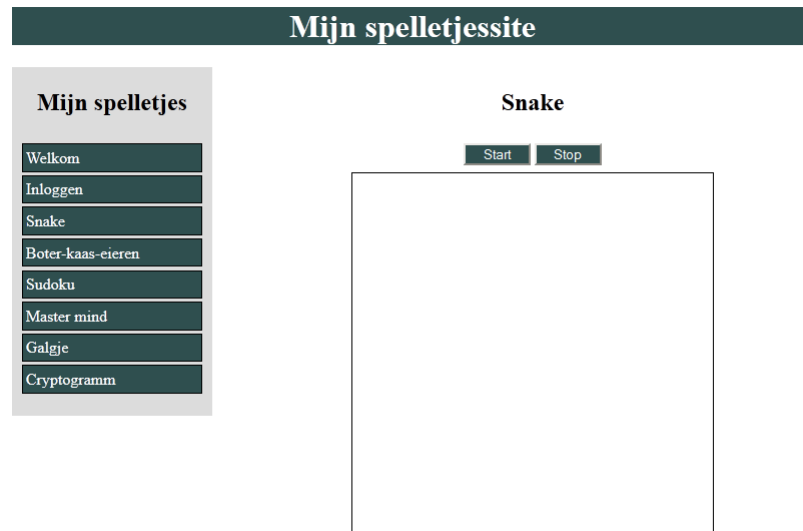 Mijn spelletjessite
Mijn spelletjes
Welkom
Inloggen
Snake
Boter-kaas-eieren
Sudoku
Master mind
Galgje
Cryptogramm
Snake
Start Stop